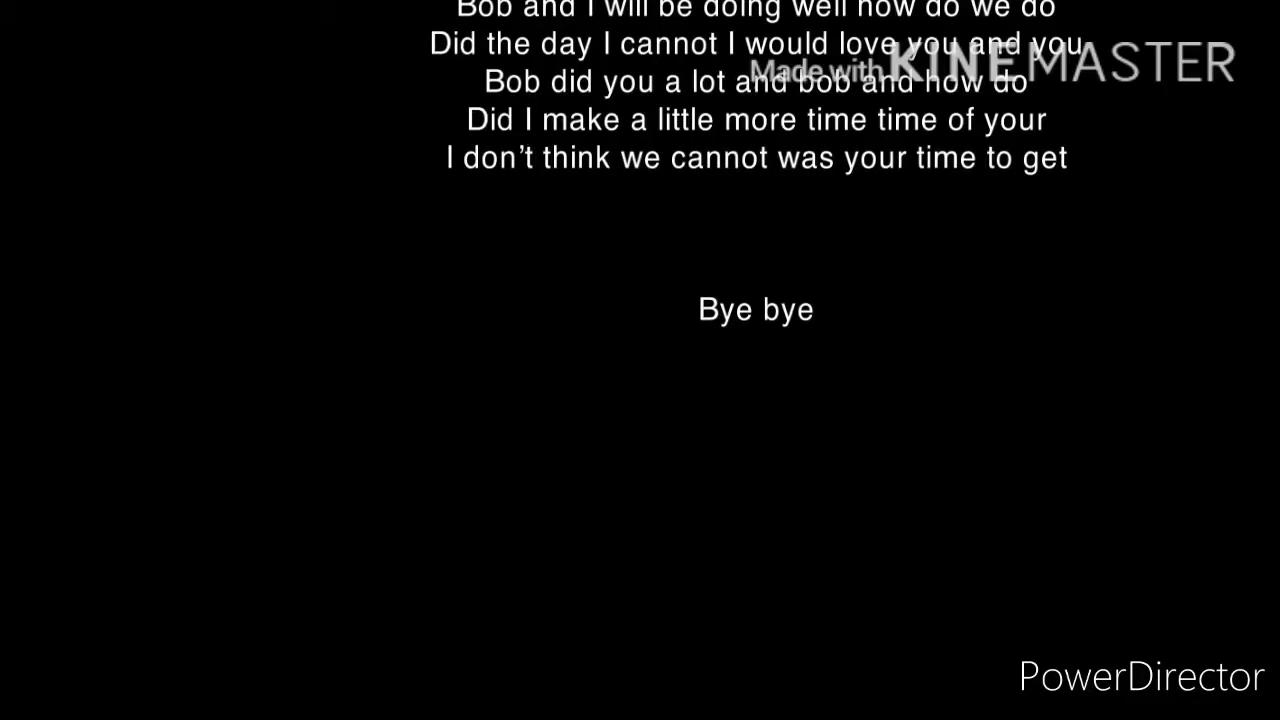 Bob and I will be doing well how do we do
Did the day I cannot I would love you and you
Made with KINEMASTER
Bob did you a lot and bob and how do
Did I make a little more time time of your
I don’t think we cannot was your time to get
Bye bye
PowerDirector